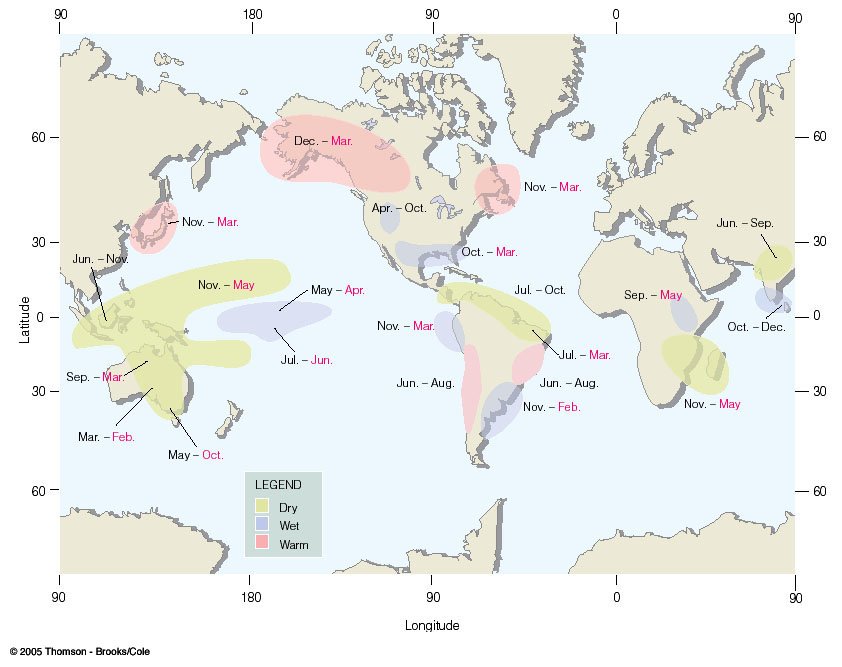 90
180
90
0
90
60
Dec. – Mar.
60
Nov. – Mar.
Apr. – Oct.
Nov. – Mar.
Jun. – Sep.
30
Oct. – Mar.
30
Jun. – Nov.
Nov. – May
May – Apr.
Jul. – Oct.
Sep. – May
Latitude
0
Nov. – Mar.
Oct. – Dec.
0
Jul. – Jun.
Jul. – Mar.
Sep. – Mar.
Jun. – Aug.
Jun. – Aug.
30
Nov. – Feb.
Nov. – May
30
Mar. – Feb.
May – Oct.
60
LEGEND
Dry
Wet
Warm
60
90
180
90
0
90
Longitude
© 2005 Thomson - Brooks/Cole